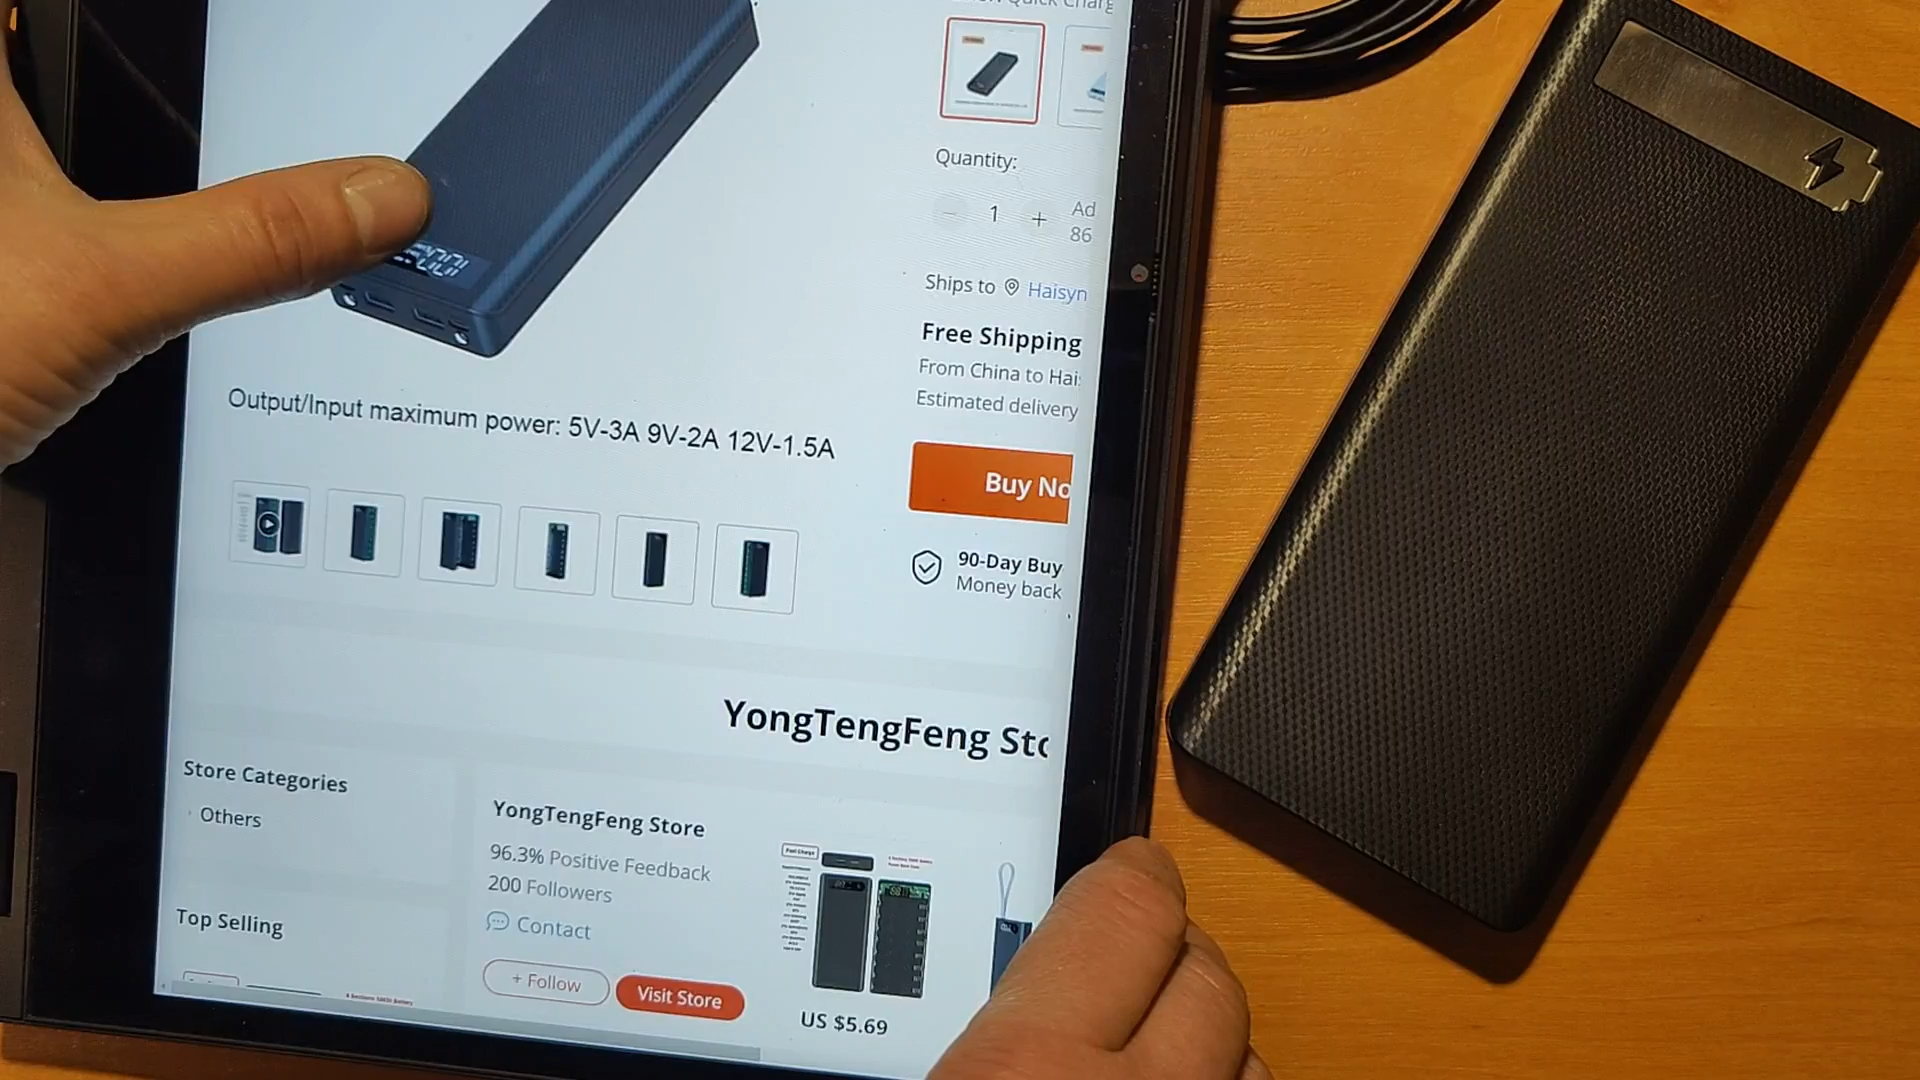 Quick Charg
Quantity:
1
Ad
86
Ships to Haisyn
Free Shipping
From China to Hai
Estimated delivery
Output/Input maximum power: 5V-3A 9V-2A 12V-1.5A
Buy No
90-Day Buy
Money back
YongTengFeng Sto
Store Categories
Others
YongTengFeng Store
96.3% Positive Feedback
200 Followers
Contact
+ Follow
Visit Store
Top Selling
US $5.69